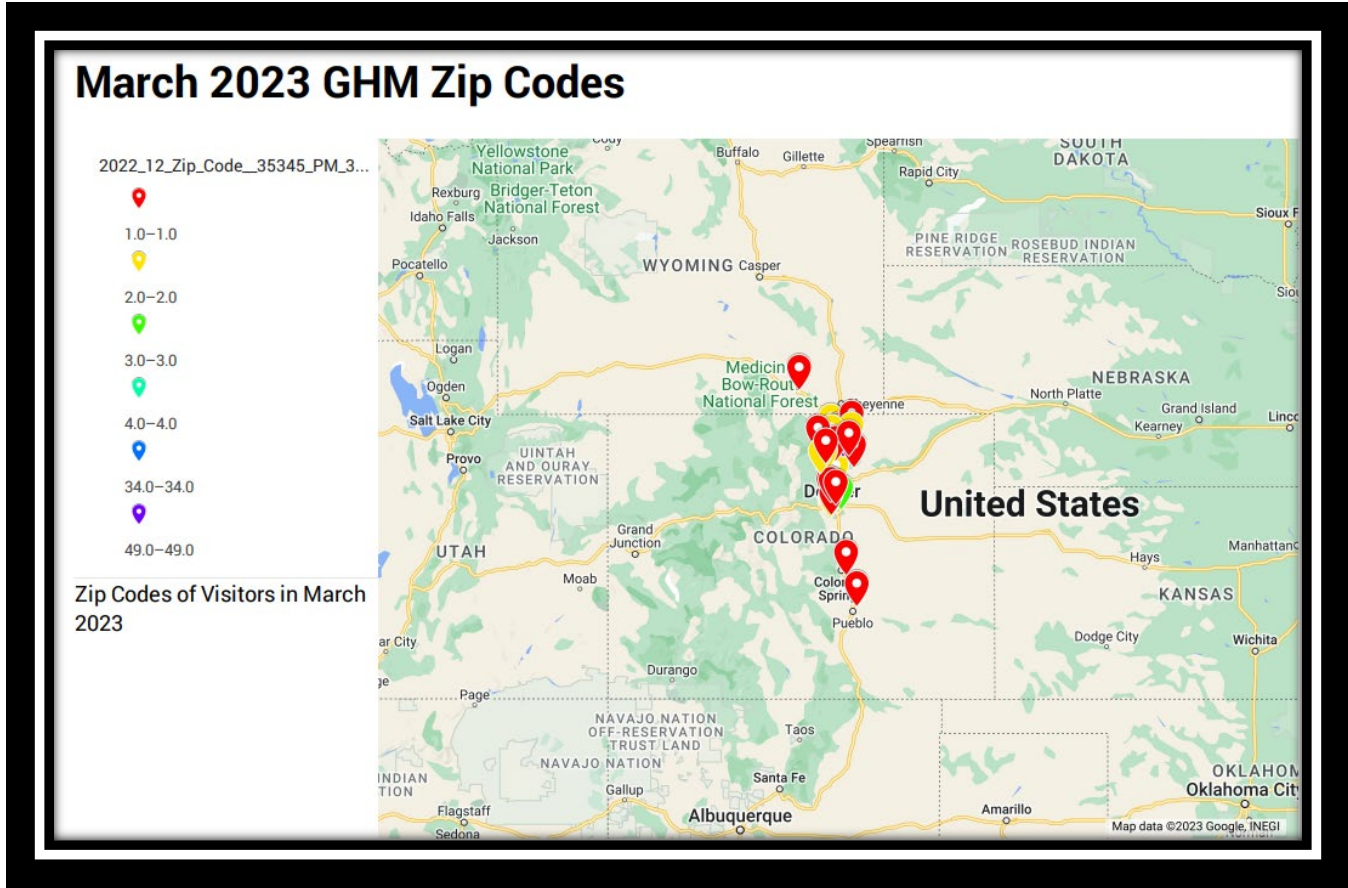 March 2023 GHM Zip Codes
2022_12_Zip_Code__35345_PM_3...
1.0–1.0
2.0–2.0
3.0–3.0
4.0–4.0
34.0–34.0
49.0–49.0
Zip Codes of Visitors in March
2023
Yellowstone
National Park
Buffalo
Gillette
Spearfish
SOUTH
DAKOTA
Rapid City
Rexburg
Bridger-Teton
National Forest
Idaho Falls
Jackson
Sioux F
PINE RIDGE
RESERVATION
ROSEBUD INDIAN
RESERVATION
Pocatello
WYOMING
Casper
Siou
Logan
Medicin
Bow-Rout
National Forest
Ogden
NEBRASKA
North Platte
eyenne
Grand Island
Salt Lake City
Kearney
Linco
Provo
UINTAH
AND OURAY
RESERVATION
De
er
United States
Grand
Junction
COLORADO
UTAH
Hays
Manhattan
Moab
Color
Sprin
KANSAS
Pueblo
ar City
Dodge City
Wichita
ge
Durango
Page
NAVAJO NATION
OFF-RESERVATION
TRUST LAND
Taos
NAVAJO NATION
INDIAN
TION
Santa Fe
OKLAHOM
Oklahoma City
Gallup
Flagstaff
Albuquerque
Amarillo
Map data ©2023 Google, INEGI
Sedona